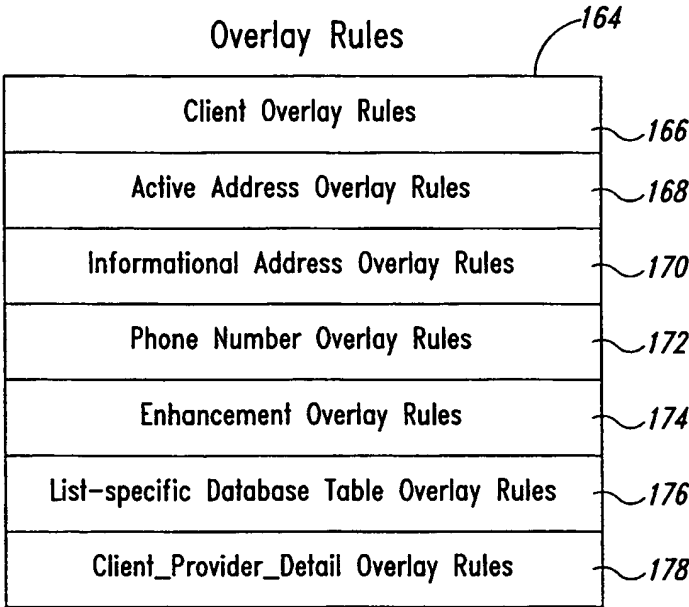 Overlay Rules
164
Client Overlay Rules
166
Active Address Overlay Rules
168
Informational Address Overlay Rules
170
Phone Number Overlay Rules
172
Enhancement Overlay Rules
174
List-specific Database Table Overlay Rules
176
Client_Provider_Detail Overlay Rules
178